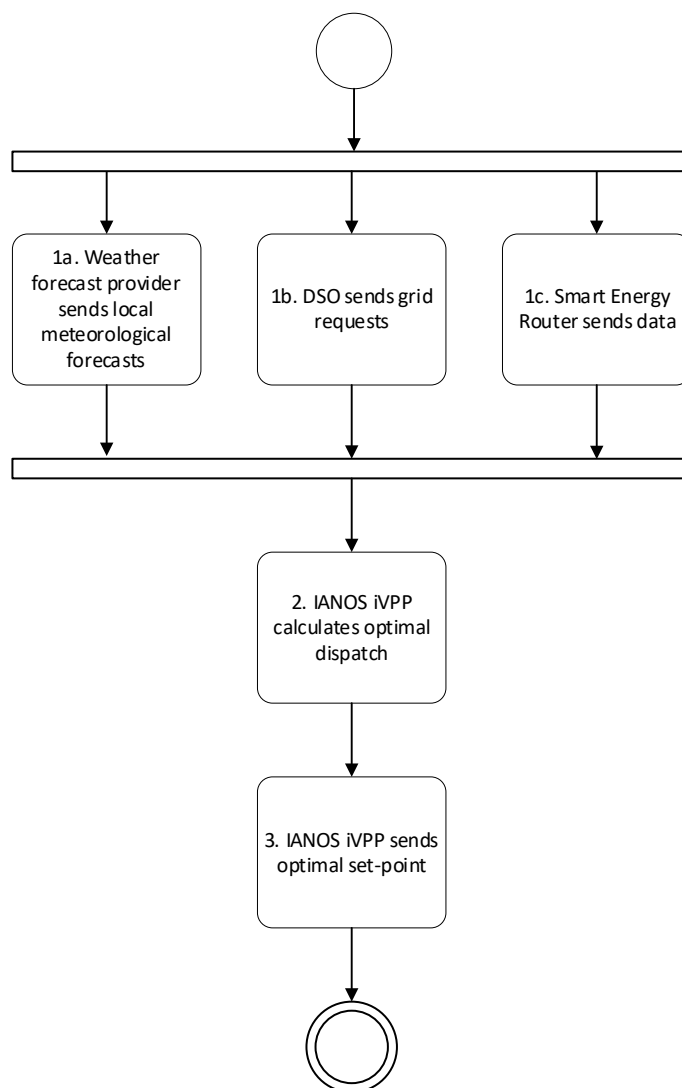 1a. Weather
forecast provider
sends local
meteorological
forecasts
1b. DSO sends grid
requests
1c. Smart Energy
Router sends data
2. IANOS iVPP
calculates optimal
dispatch
3. IANOS iVPP sends
optimal set-point